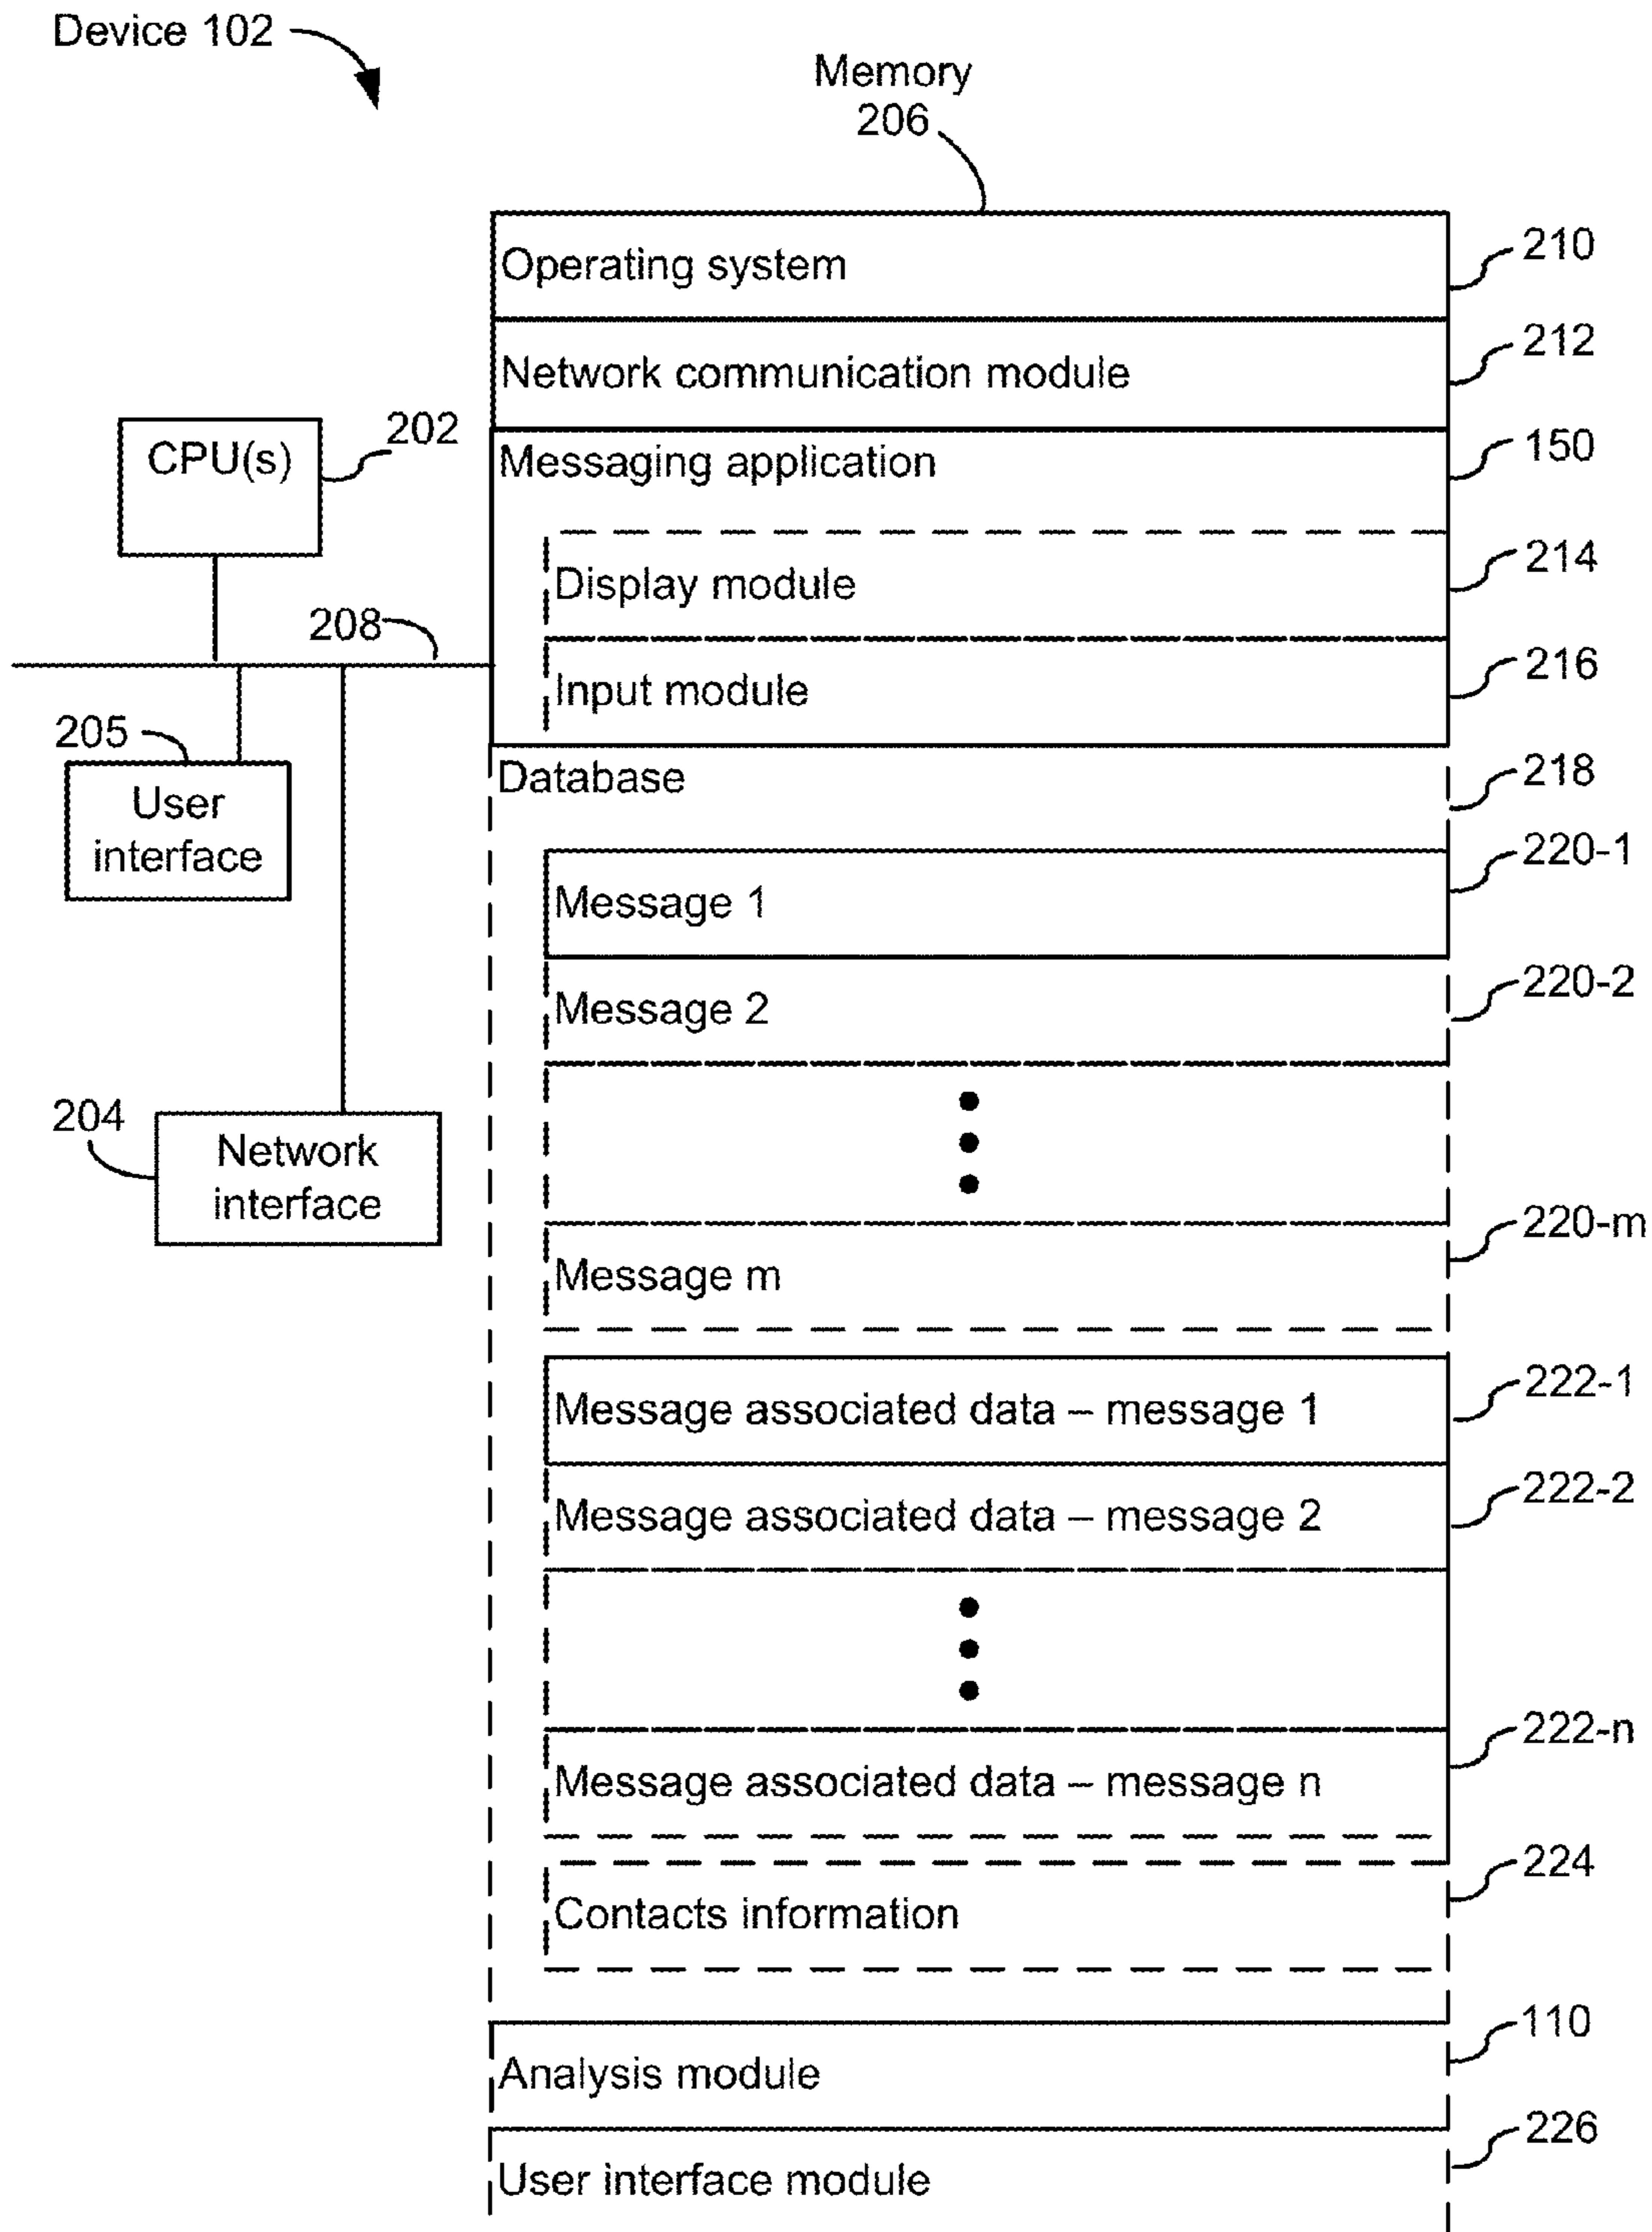 Device 102
Memory
206
Operating system
210
Network communication module
212
CPU(s)
202
Messaging application
150
Display module
214
208
Input module
216
205
User
interface
Database
218
Message 1
220-1
Message 2
220-2
204
Network
interface
Message m
220-m
Message associated data – message 1
222-1
Message associated data – message 2
222-2
Message associated data – message n
222-n
Contacts information
224
Analysis module
110
User interface module
226